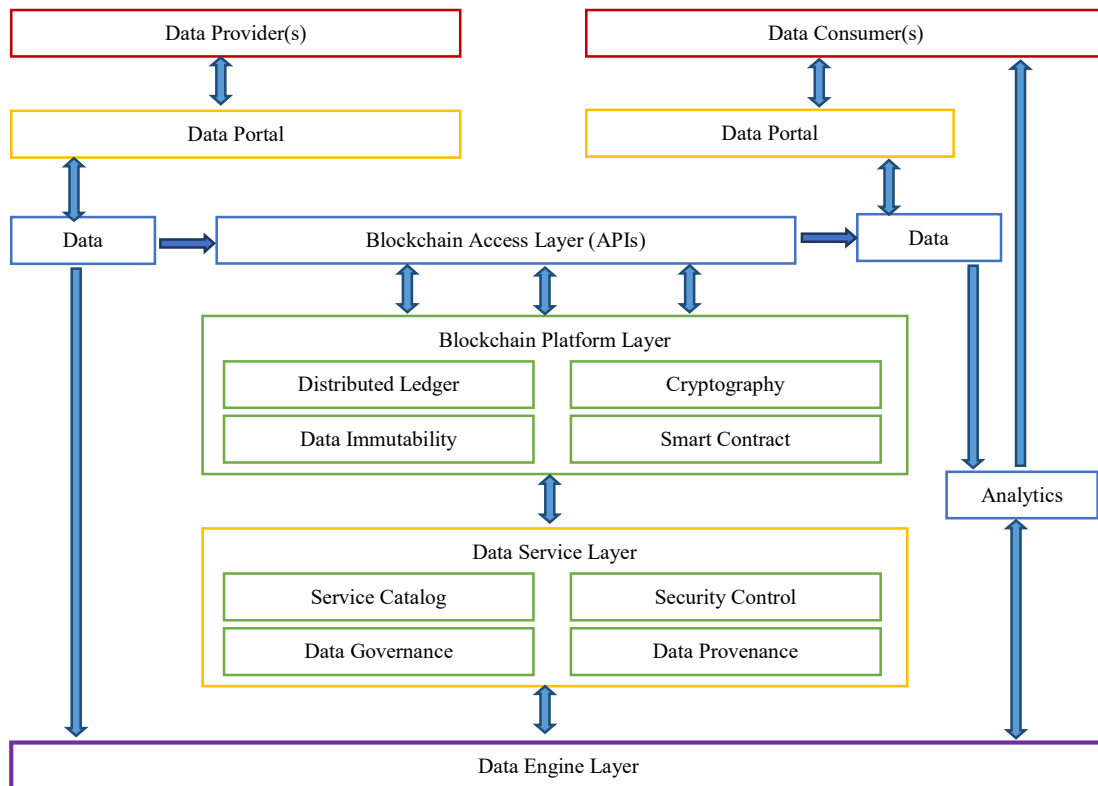 Data Provider(s)
Data Consumer(s)
Data Portal
Data Portal
Data
Blockchain Access Layer (APIs)
Data
Blockchain Platform Layer
Distributed Ledger
Cryptography
Data Immutability
Smart Contract
Analytics
Data Service Layer
Service Catalog
Security Control
Data Governance
Data Provenance
Data Engine Layer